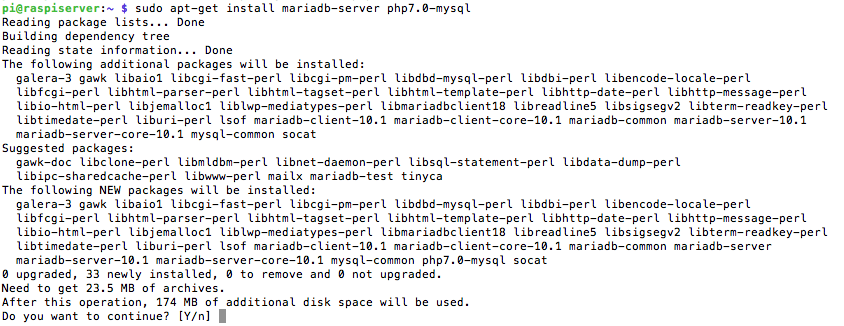 pi@raspiserver:~ $ sudo apt-get install mariadb-server php7.0-mysql
Reading package lists... Done
Building dependency tree
Reading state information... Done
The following additional packages will be installed:
  galera-3 gawk libaio1 libcgi-fast-perl libcgi-pm-perl libdbd-mysql-perl libdbi-perl libencode-locale-perl
  libfcgi-perl libhtml-parser-perl libhtml-tagset-perl libhtml-template-perl libhttp-date-perl libhttp-message-perl
  libio-html-perl libjemalloc1 liblwp-mediatypes-perl libmariadbclient18 libreadline5 libsigsegv2 libterm-readkey-perl
  libtimedate-perl liburi-perl lsof mariadb-client-10.1 mariadb-client-core-10.1 mariadb-common mariadb-server-10.1
  mariadb-server-core-10.1 mysql-common socat
Suggested packages:
  gawk-doc libclone-perl libmldbm-perl libnet-daemon-perl libsql-statement-perl libdata-dump-perl
  libipc-sharedcache-perl libwww-perl mailx mariadb-test tinyca
The following NEW packages will be installed:
  galera-3 gawk libaio1 libcgi-fast-perl libcgi-pm-perl libdbd-mysql-perl libdbi-perl libencode-locale-perl
  libfcgi-perl libhtml-parser-perl libhtml-tagset-perl libhtml-template-perl libhttp-date-perl libhttp-message-perl
  libio-html-perl libjemalloc1 liblwp-mediatypes-perl libmariadbclient18 libreadline5 libsigsegv2 libterm-readkey-perl
  libtimedate-perl liburi-perl lsof mariadb-client-10.1 mariadb-client-core-10.1 mariadb-common mariadb-server
  mariadb-server-10.1 mariadb-server-core-10.1 mysql-common php7.0-mysql socat
0 upgraded, 33 newly installed, 0 to remove and 0 not upgraded.
Need to get 23.5 MB of archives.
After this operation, 174 MB of additional disk space will be used.
Do you want to continue? [Y/n]